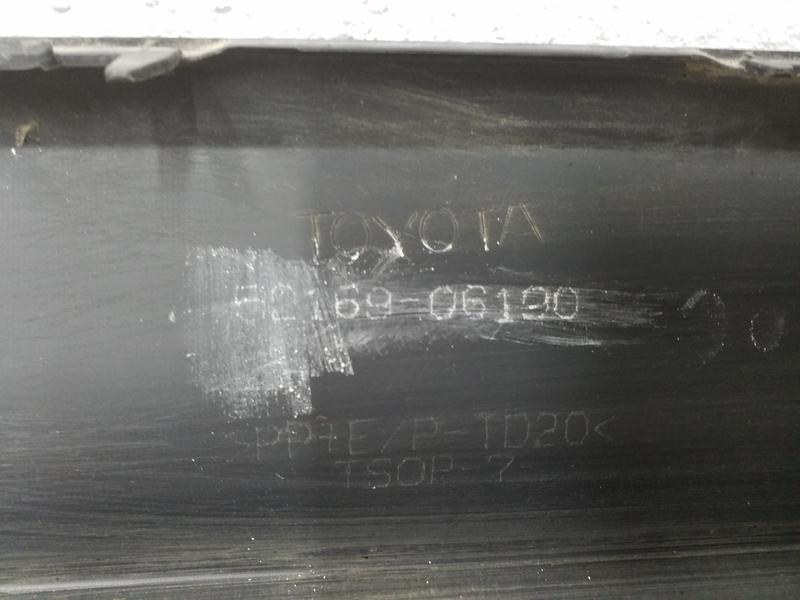 TOYOTA
52169-06190
>PP+E/P-TD20<
TSOP-7